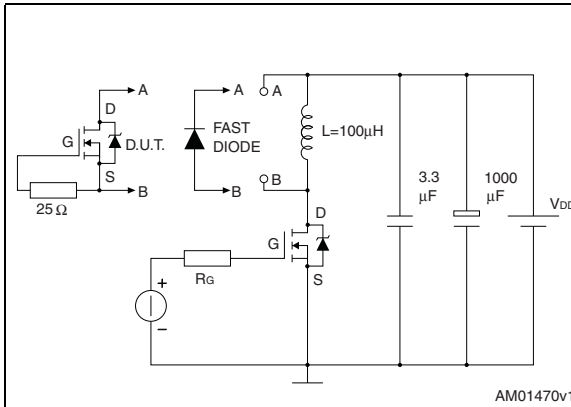 A
D
G
D.U.T.
S
B
25 Ω
A
FAST
DIODE
B
A
L=100µH
B
D
G
S
RG
+
–
3.3
µF
1000
µF
VDD
AM01470v1